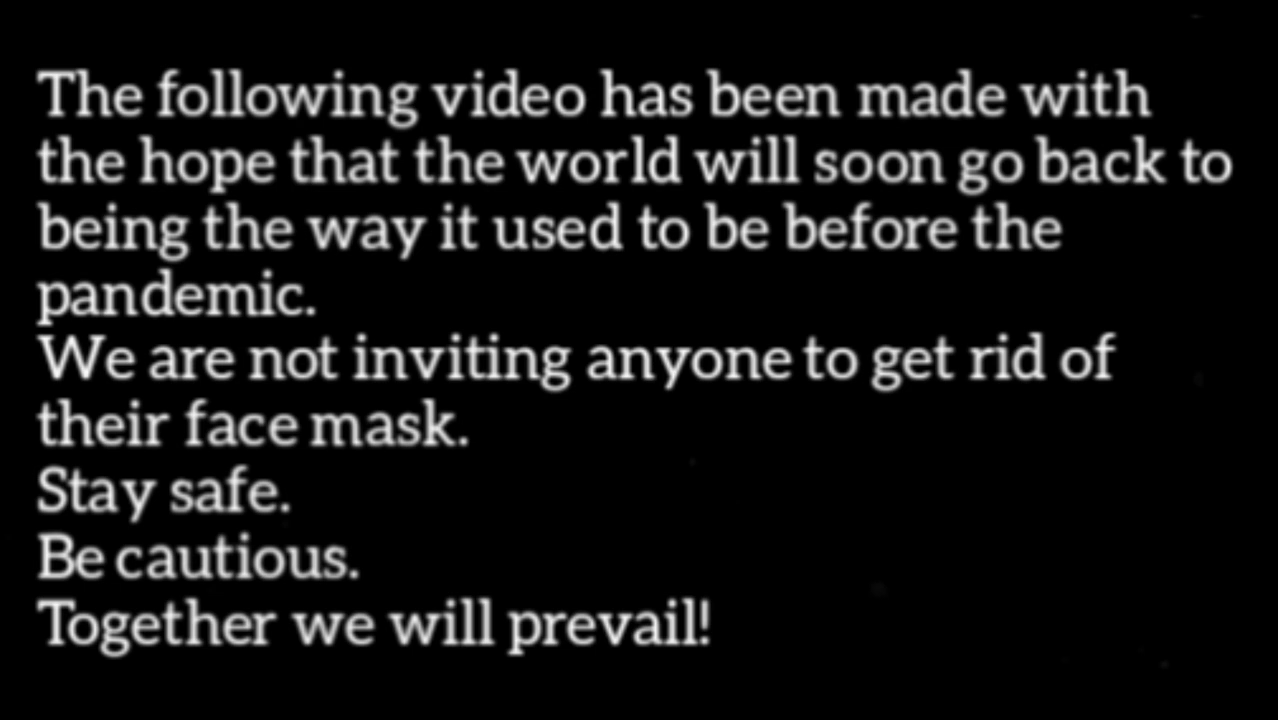 The following video has been made with
the hope that the world will soon go back to
being the way it used to be before the
pandemic.
We are not inviting anyone to get rid of
their face mask.
Stay safe.
Be cautious.
Together we will prevail!